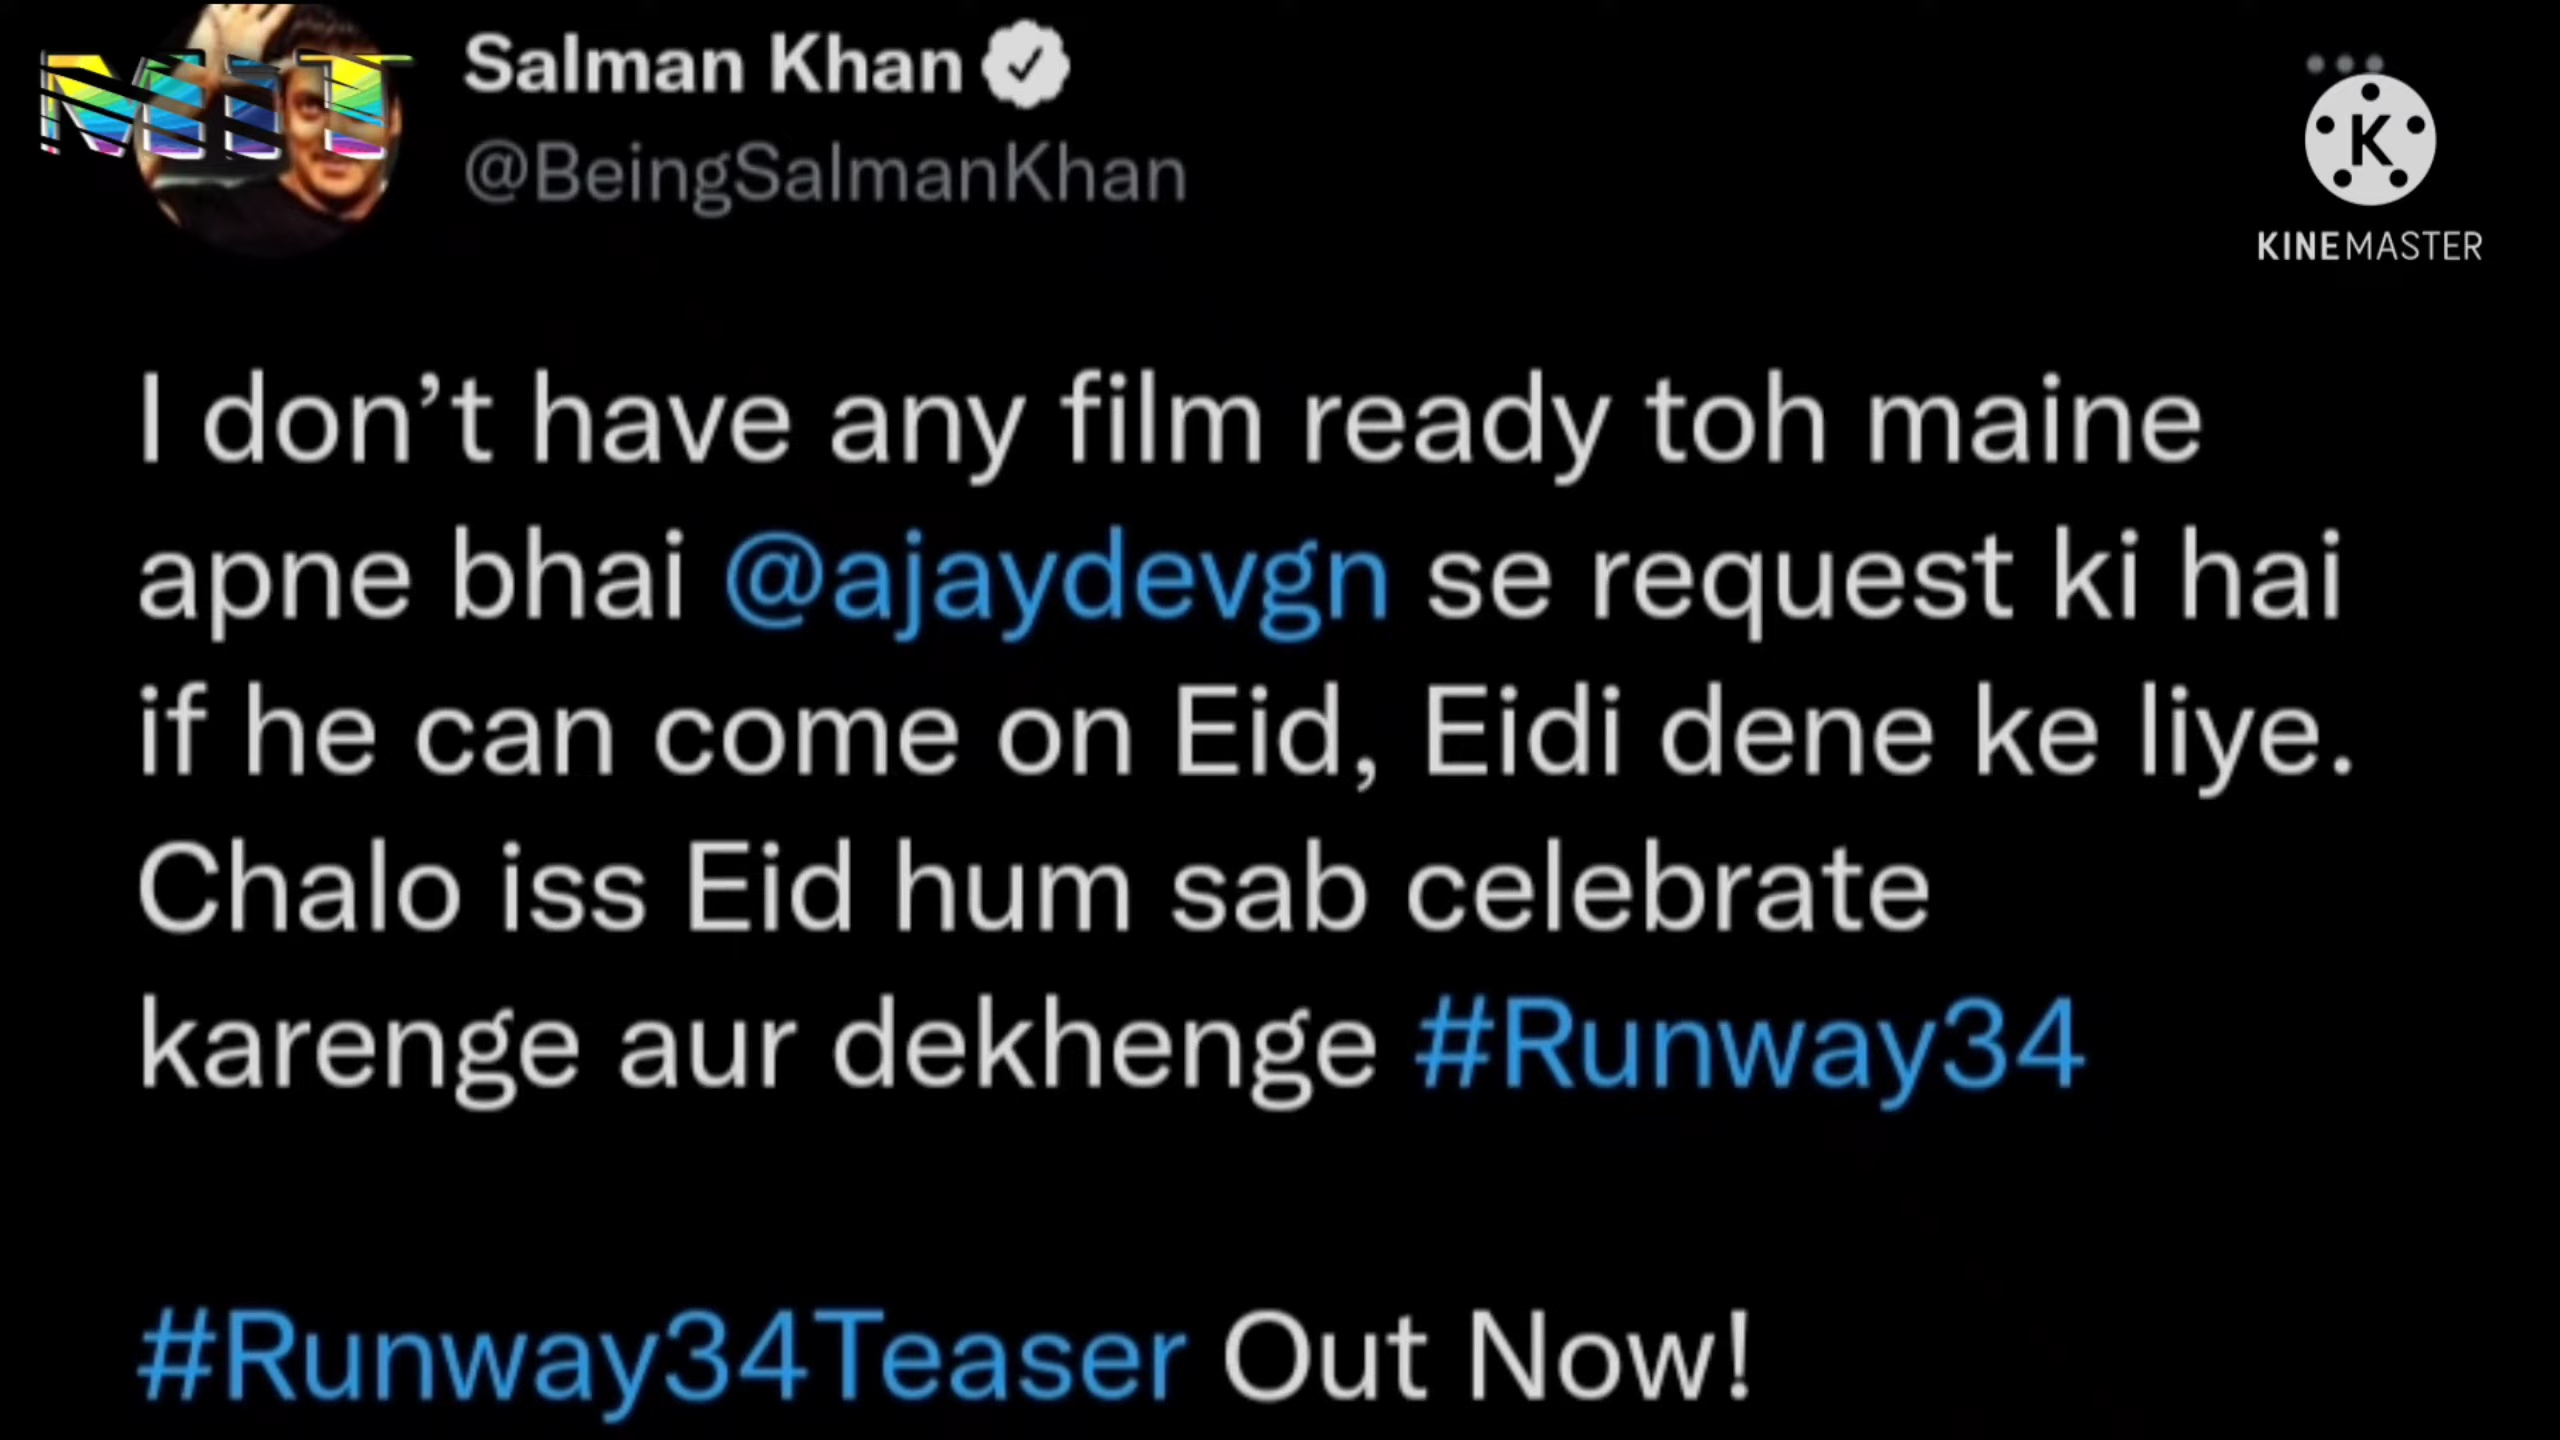 MIT
Salman Khan
@BeingSalmanKhan
K
KINEMASTER
I don’t have any film ready toh maine
apne bhai @ajaydevgn se request ki hai
if he can come on Eid, Eidi dene ke liye.
Chalo iss Eid hum sab celebrate
karenge aur dekhenge #Runway34
#Runway34Teaser Out Now!